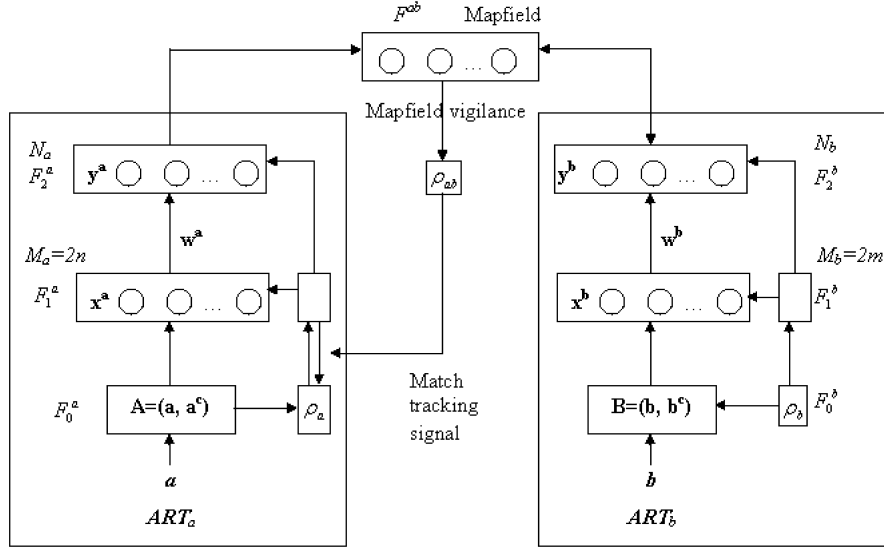 F^ab Mapfield
...
Mapfield vigilance
N_a
F_2^a
y^a ...
ρ_ab
N_b
F_2^b
y^b ...
w^a
w^b
M_a=2n
F_1^a
x^a ...
M_b=2m
F_1^b
x^b ...
Match
tracking
signal
F_0^a
A=(a, a^c)
ρ_a
B=(b, b^c)
ρ_b
F_0^b
a
b
ART_a
ART_b